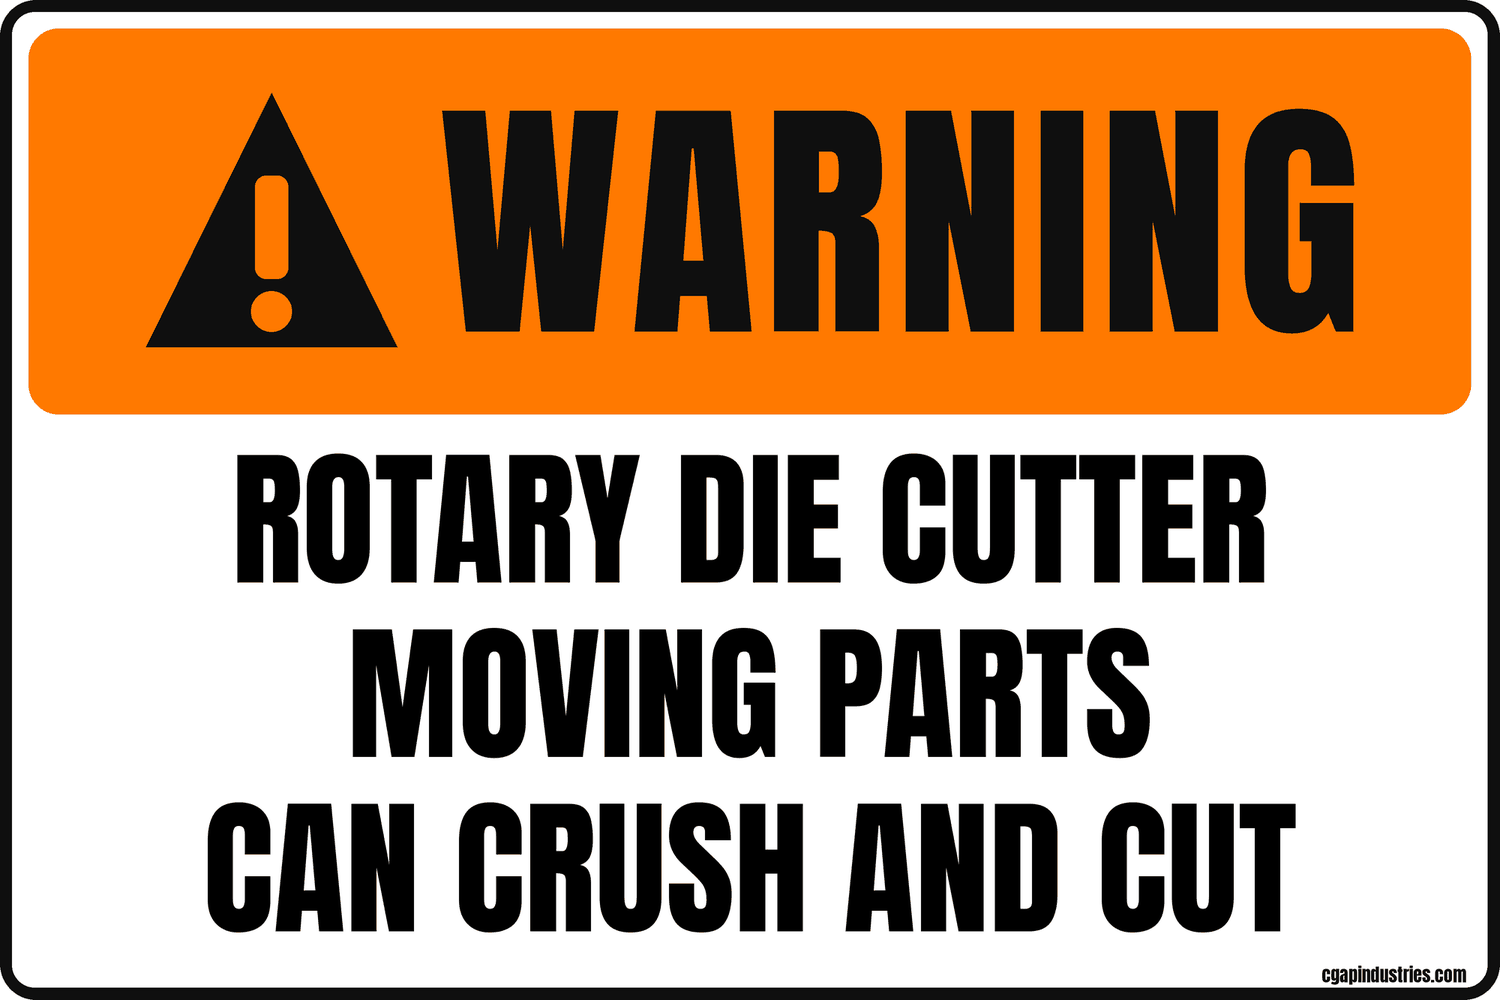 WARNING
ROTARY DIE CUTTER
MOVING PARTS
CAN CRUSH AND CUT
cgapindustries.com